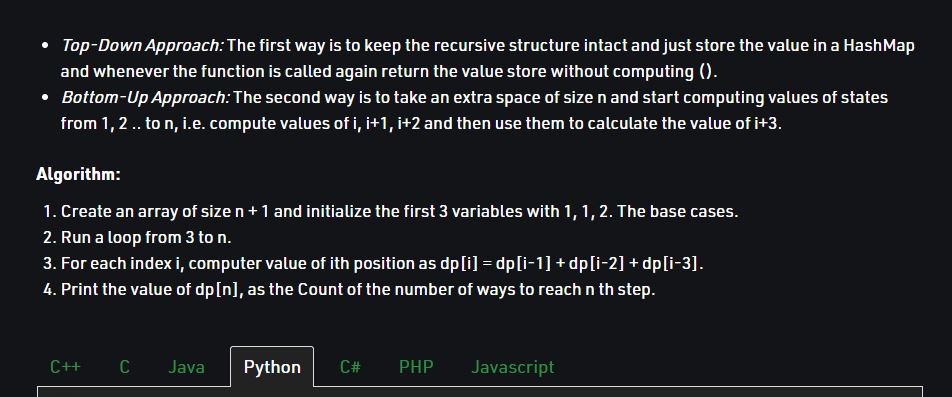 • Top-Down Approach: The first way is to keep the recursive structure intact and just store the value in a HashMap
and whenever the function is called again return the value store without computing ().
• Bottom-Up Approach: The second way is to take an extra space of size n and start computing values of states
from 1, 2 .. to n, i.e. compute values of i, i+1, i+2 and then use them to calculate the value of i+3.
Algorithm:
1. Create an array of size n + 1 and initialize the first 3 variables with 1, 1, 2. The base cases.
2. Run a loop from 3 to n.
3. For each index i, computer value of ith position as dp[i] = dp[i-1] + dp[i-2] + dp[i-3].
4. Print the value of dp[n], as the Count of the number of ways to reach n th step.
C++ C Java Python C# PHP Javascript